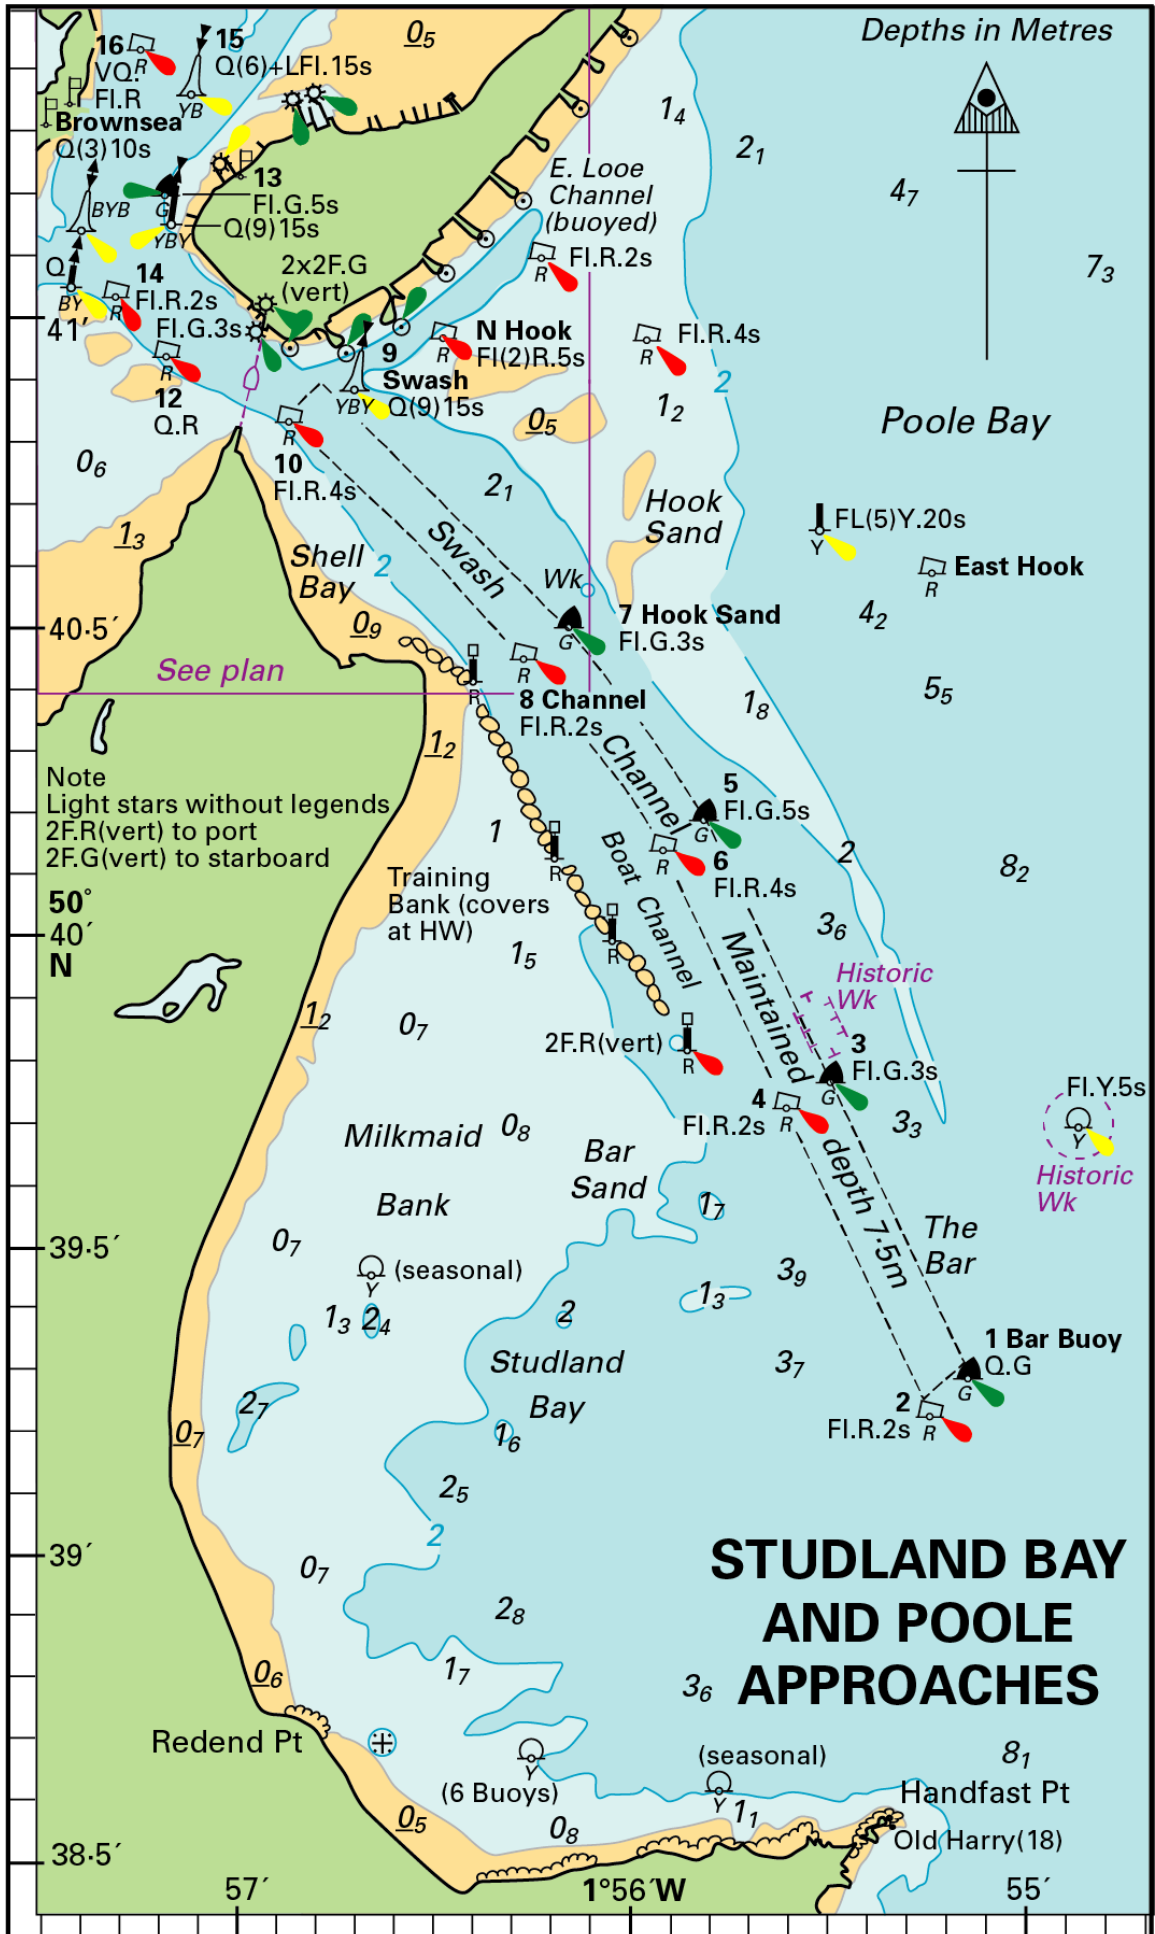 Depths in Metres
0₅
16
VQ.
Fl.R
R
15
Q(6)+LFl.15s
YB
Brownsea
Q(3)10s
BYB
13
Fl.G.5s
G
Q(9)15s
YBY
1₄
2₁
4₇
7₃
E. Looe
Channel
(buoyed)
Fl.R.2s
R
Q
BY
14
Fl.R.2s
R
Fl.G.3s
2x2F.G
(vert)
41′
12
Q.R
R
9
Swash
Q(9)15s
YBY
N Hook
Fl(2)R.5s
R
Fl.R.4s
R
2
1₂
0₅
Poole Bay
0₆
R
10
Fl.R.4s
2₁
Hook
Sand
FL(5)Y.20s
Y
East Hook
R
1₃
Shell
Bay
2
Swash
Wk
0₉
40.5′
7 Hook Sand
Fl.G.3s
G
4₂
See plan
R
R
8 Channel
Fl.R.2s
1₈
5₅
1₂
Channel
Note
Light stars without legends
2F.R(vert) to port
2F.G(vert) to starboard
5
Fl.G.5s
G
6
Fl.R.4s
R
1
R
Boat Channel
2
8₂
Training
Bank (covers
at HW)
50°
40′
N
R
1₅
3₆
Maintained
depth 7·5m
Historic
Wk
1₂
0₇
2F.R(vert)
R
3
Fl.G.3s
G
4
Fl.R.2s
R
3₃
Fl.Y.5s
Y
Historic
Wk
Milkmaid
Bank
0₈
Bar
Sand
1₇
The
Bar
39·5′
0₇
(seasonal)
Y
3₉
1₃
1₃
2₄
2
1 Bar Buoy
Q.G
G
Studland
Bay
3₇
2
Fl.R.2s
R
2₇
0₇
1₆
2₅
2
39′
0₇
2₈
STUDLAND BAY
AND POOLE
APPROACHES
0₆
1₇
3₆
Redend Pt
Y
(6 Buoys)
(seasonal)
Y
1₁
8₁
Handfast Pt
Old Harry(18)
0₅
0₈
38·5′
57′
1°56′W
55′